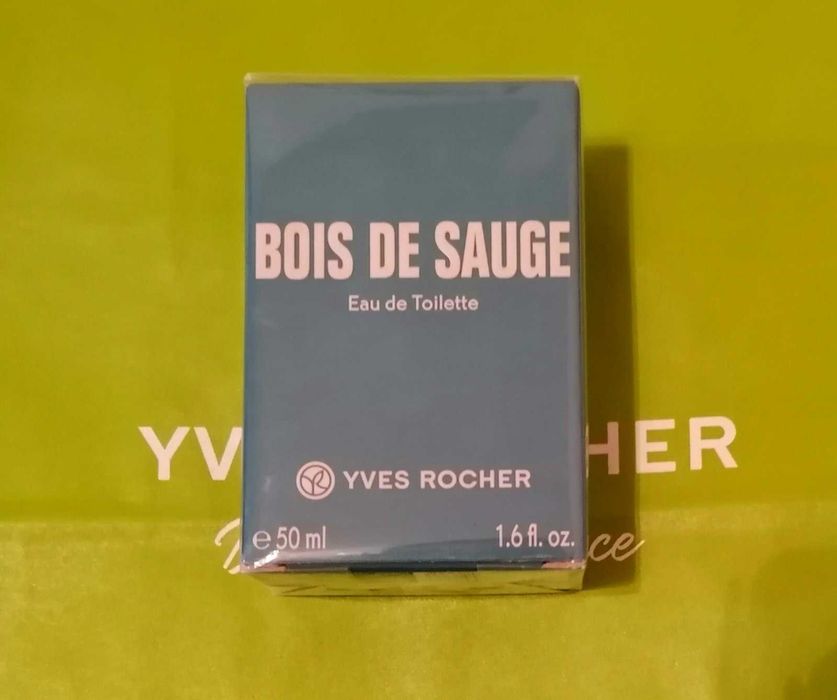 BOIS DE SAUGE
Eau de Toilette
YV HER
YVES ROCHER
e 50 ml 1.6 fl. oz.